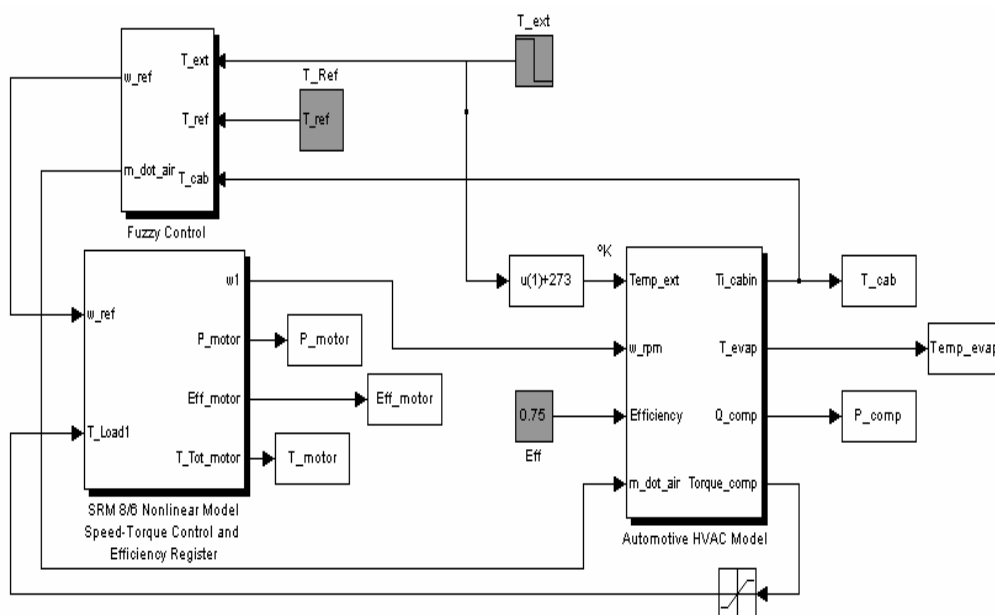 T_ext
T_ext
T_Ref
w_ref
T_ref
T_ref
m_dot_air
T_cab
Fuzzy Control
w1
ºK
u(1)+273
Temp_ext
Ti_cabin
T_cab
w_ref
P_motor
P_motor
w_rpm
T_evap
Temp_evap
Eff_motor
Eff_motor
0.75
Efficiency
Q_comp
P_comp
T_Load1
Eff
T_Tot_motor
T_motor
m_dot_air
Torque_comp
SRM 8/6 Nonlinear Model
Speed-Torque Control and
Efficiency Register
Automotive HVAC Model